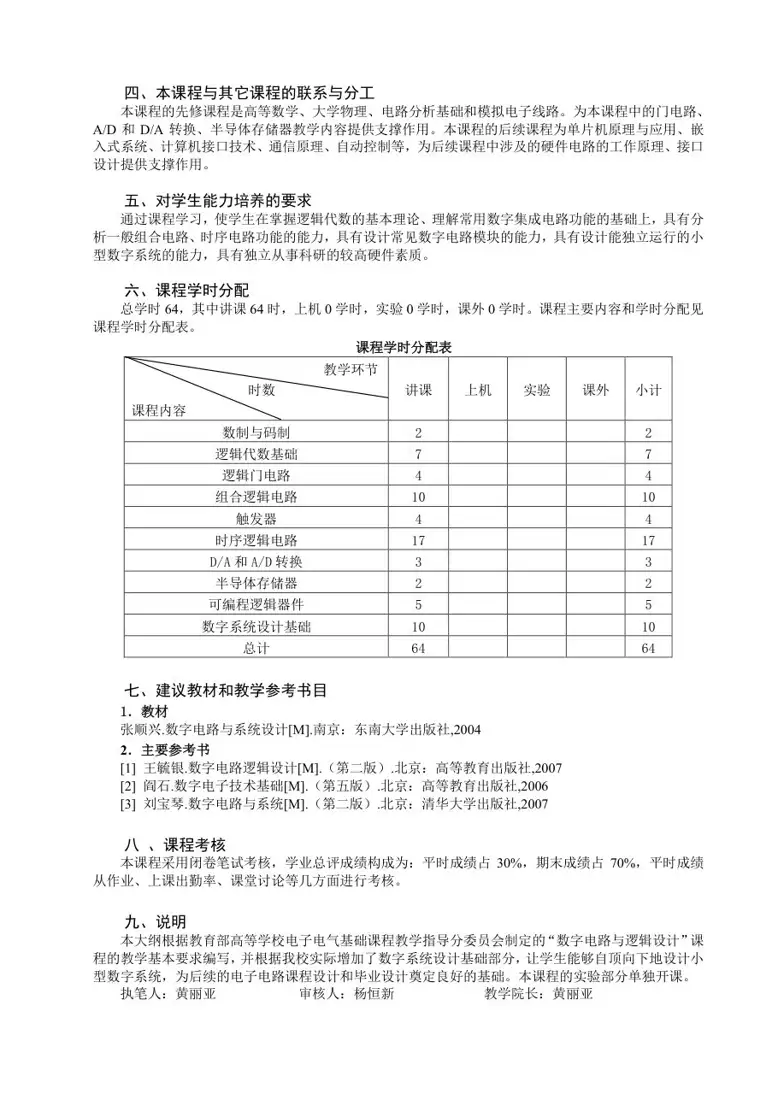 四、本课程与其它课程的联系与分工
本课程的先修课程是高等数学、大学物理、电路分析基础和模拟电子线路。为本课程中的门电路、
A/D 和 D/A 转换、半导体存储器教学内容提供支撑作用。本课程的后续课程为单片机原理与应用、嵌
入式系统、计算机接口技术、通信原理、自动控制等，为后续课程中涉及的硬件电路的工作原理、接口
设计提供支撑作用。
五、对学生能力培养的要求
通过课程学习，使学生在掌握逻辑代数的基本理论、理解常用数字集成电路功能的基础上，具有分
析一般组合电路、时序电路功能的能力，具有设计常见数字电路模块的能力，具有设计能独立运行的小
型数字系统的能力，具有独立从事科研的较高硬件素质。
六、课程学时分配
总学时 64，其中讲课 64 时，上机 0 学时，实验 0 学时，课外 0 学时。课程主要内容和学时分配见
课程学时分配表。
课程学时分配表
教学环节
时数
课程内容
讲课 上机 实验 课外 小计
数制与码制 2 2
逻辑代数基础 7 7
逻辑门电路 4 4
组合逻辑电路 10 10
触发器 4 4
时序逻辑电路 17 17
D/A 和 A/D 转换 3 3
半导体存储器 2 2
可编程逻辑器件 5 5
数字系统设计基础 10 10
总计 64 64
七、建议教材和教学参考书目
1．教材
张顺兴.数字电路与系统设计[M].南京：东南大学出版社,2004
2．主要参考书
[1] 王毓银.数字电路逻辑设计[M].（第二版）.北京：高等教育出版社,2007
[2] 阎石.数字电子技术基础[M].（第五版）.北京：高等教育出版社,2006
[3] 刘宝琴.数字电路与系统[M].（第二版）.北京：清华大学出版社,2007
八 、课程考核
本课程采用闭卷笔试考核，学业总评成绩构成为：平时成绩占 30%，期末成绩占 70%，平时成绩
从作业、上课出勤率、课堂讨论等几方面进行考核。
九、说明
本大纲根据教育部高等学校电子电气基础课程教学指导分委员会制定的“数字电路与逻辑设计”课
程的教学基本要求编写，并根据我校实际增加了数字系统设计基础部分，让学生能够自顶向下地设计小
型数字系统，为后续的电子电路课程设计和毕业设计奠定良好的基础。本课程的实验部分单独开课。
执笔人：黄丽亚 审核人：杨恒新 教学院长：黄丽亚